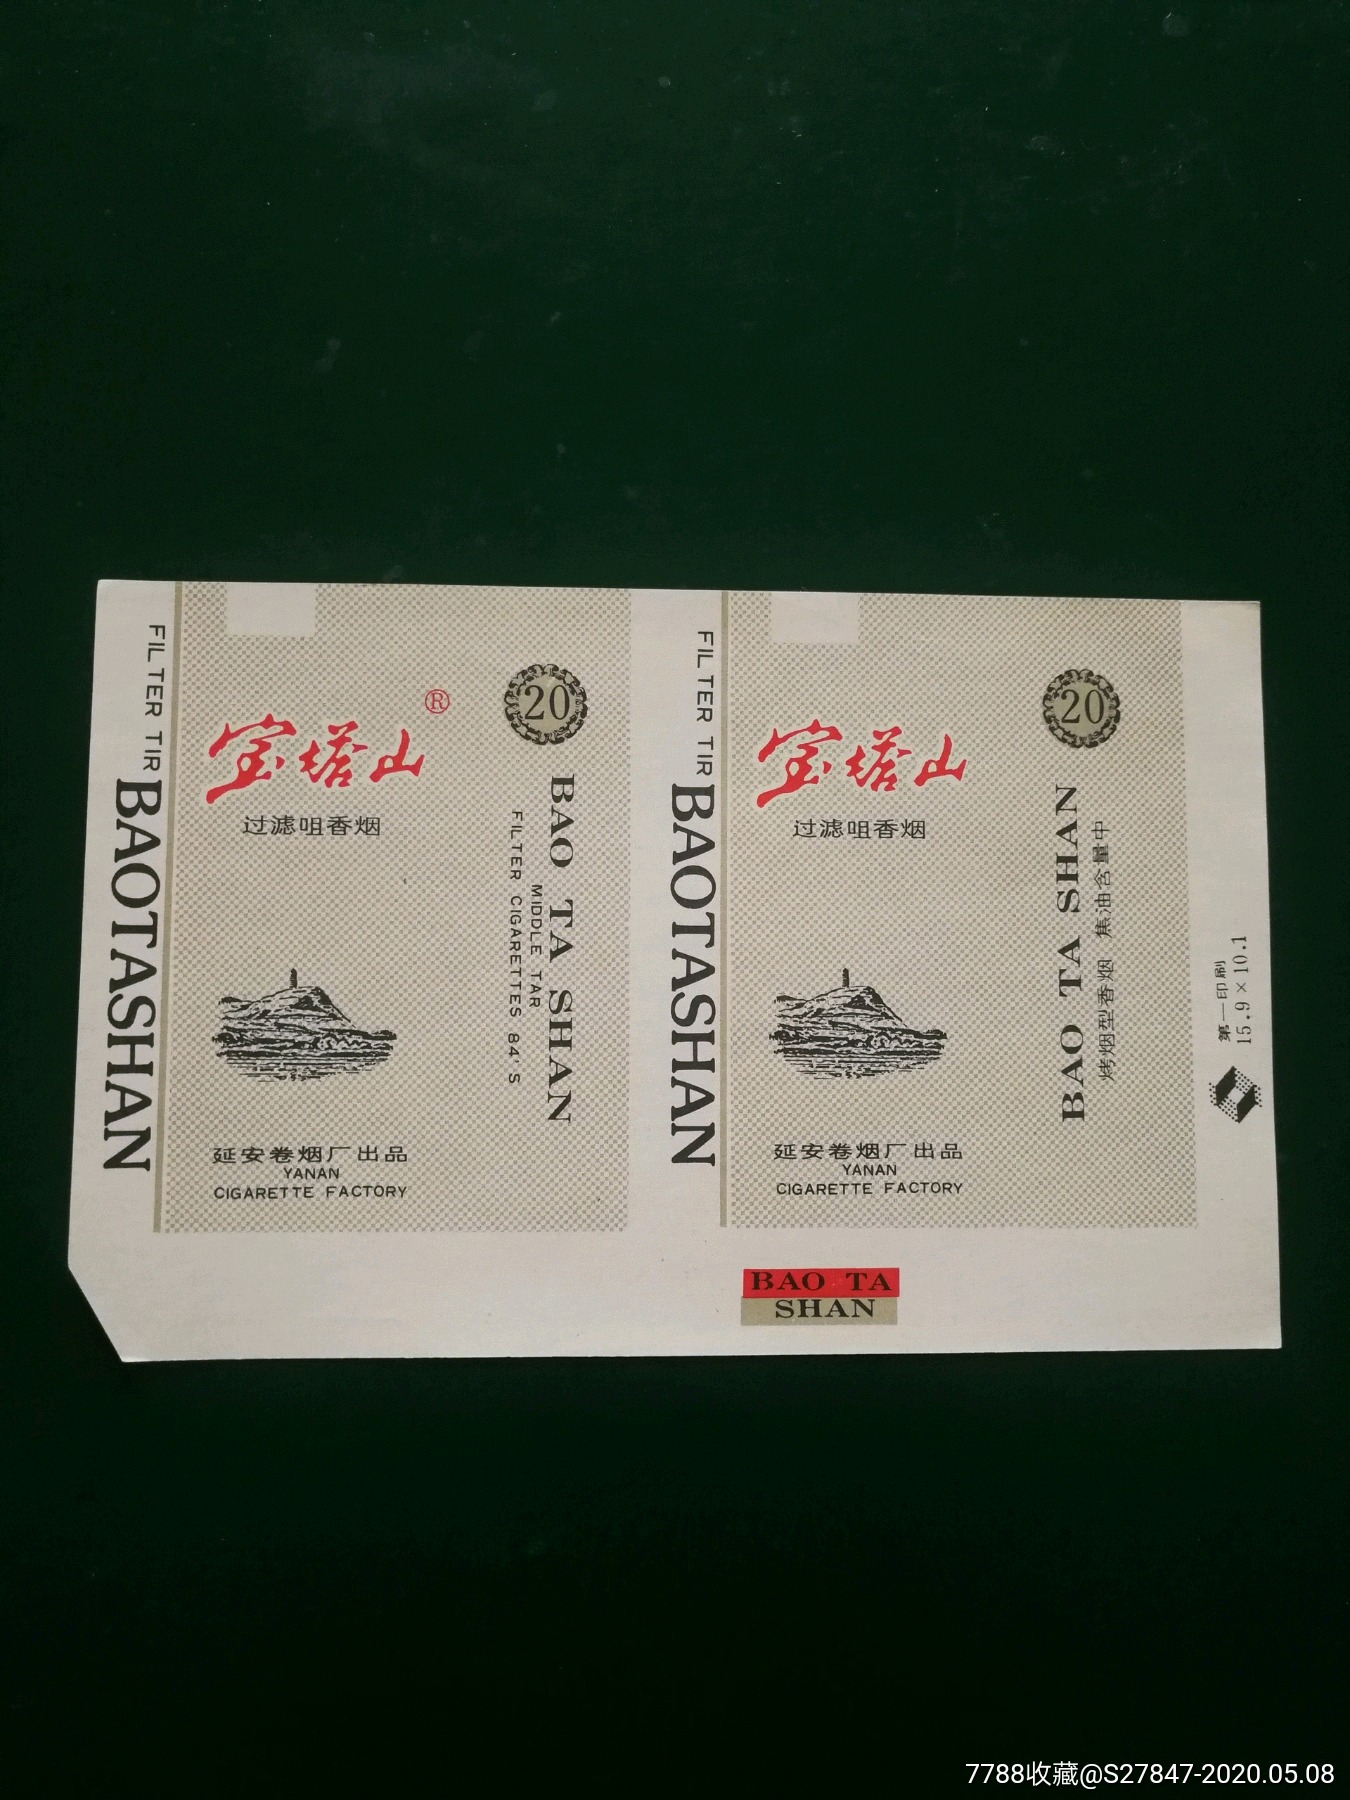 FILTER TIR
BAOTASHAN
宝塔山®
过滤咀香烟
延安卷烟厂出品
YANAN
CIGARETTE FACTORY
20
BAO TA SHAN
MIDDLE TAR
FILTER CIGARETTES 84'S
FILTER TIR
BAOTASHAN
宝塔山
过滤咀香烟
延安卷烟厂出品
YANAN
CIGARETTE FACTORY
20
BAO TA SHAN
烤烟型香烟 焦油含量中
第一印刷
15.9×10.1
BAO TA
SHAN
7788收藏@S27847-2020.05.08